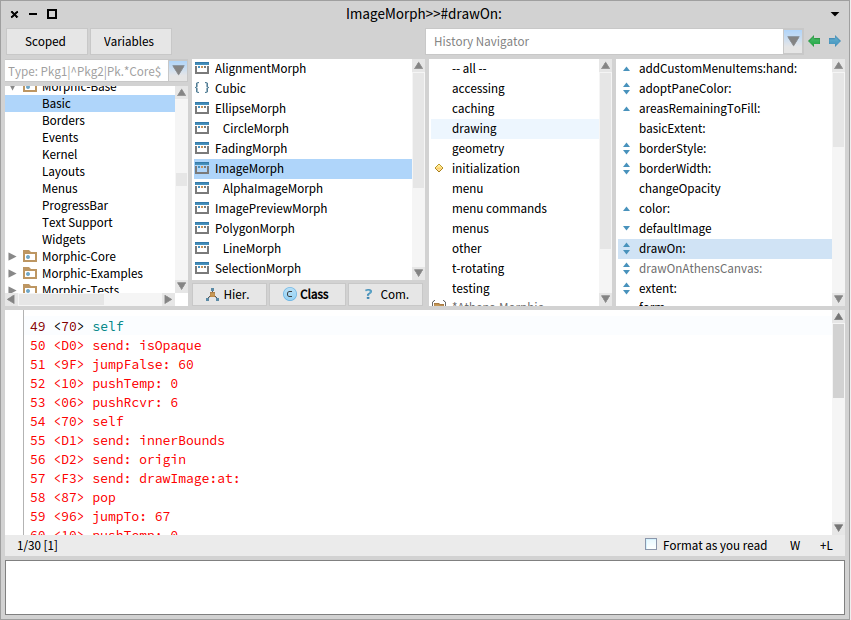 ImageMorph>>#drawOn:
Scoped
Variables
History Navigator
Type: Pkg1|^Pkg2|Pk.*Core$
Morphic-Base
Basic
Borders
Events
Kernel
Layouts
Menus
ProgressBar
Text Support
Widgets
Morphic-Core
Morphic-Examples
Morphic-Tests
AlignmentMorph
{ } Cubic
EllipseMorph
CircleMorph
FadingMorph
ImageMorph
AlphaImageMorph
ImagePreviewMorph
PolygonMorph
LineMorph
SelectionMorph
Hier.
C Class
? Com.
-- all --
accessing
caching
drawing
geometry
initialization
menu
menu commands
menus
other
t-rotating
testing
*Athens-Morphic
addCustomMenuItems:hand:
adoptPaneColor:
areasRemainingToFill:
basicExtent:
borderStyle:
borderWidth:
changeOpacity
color:
defaultImage
drawOn:
drawOnAthensCanvas:
extent:
form
49 <70> self
50 <D0> send: isOpaque
51 <9F> jumpFalse: 60
52 <10> pushTemp: 0
53 <06> pushRcvr: 6
54 <70> self
55 <D1> send: innerBounds
56 <D2> send: origin
57 <F3> send: drawImage:at:
58 <87> pop
59 <96> jumpTo: 67
60 <10> pushTemp: 0
1/30 [1]
Format as you read
W
+L